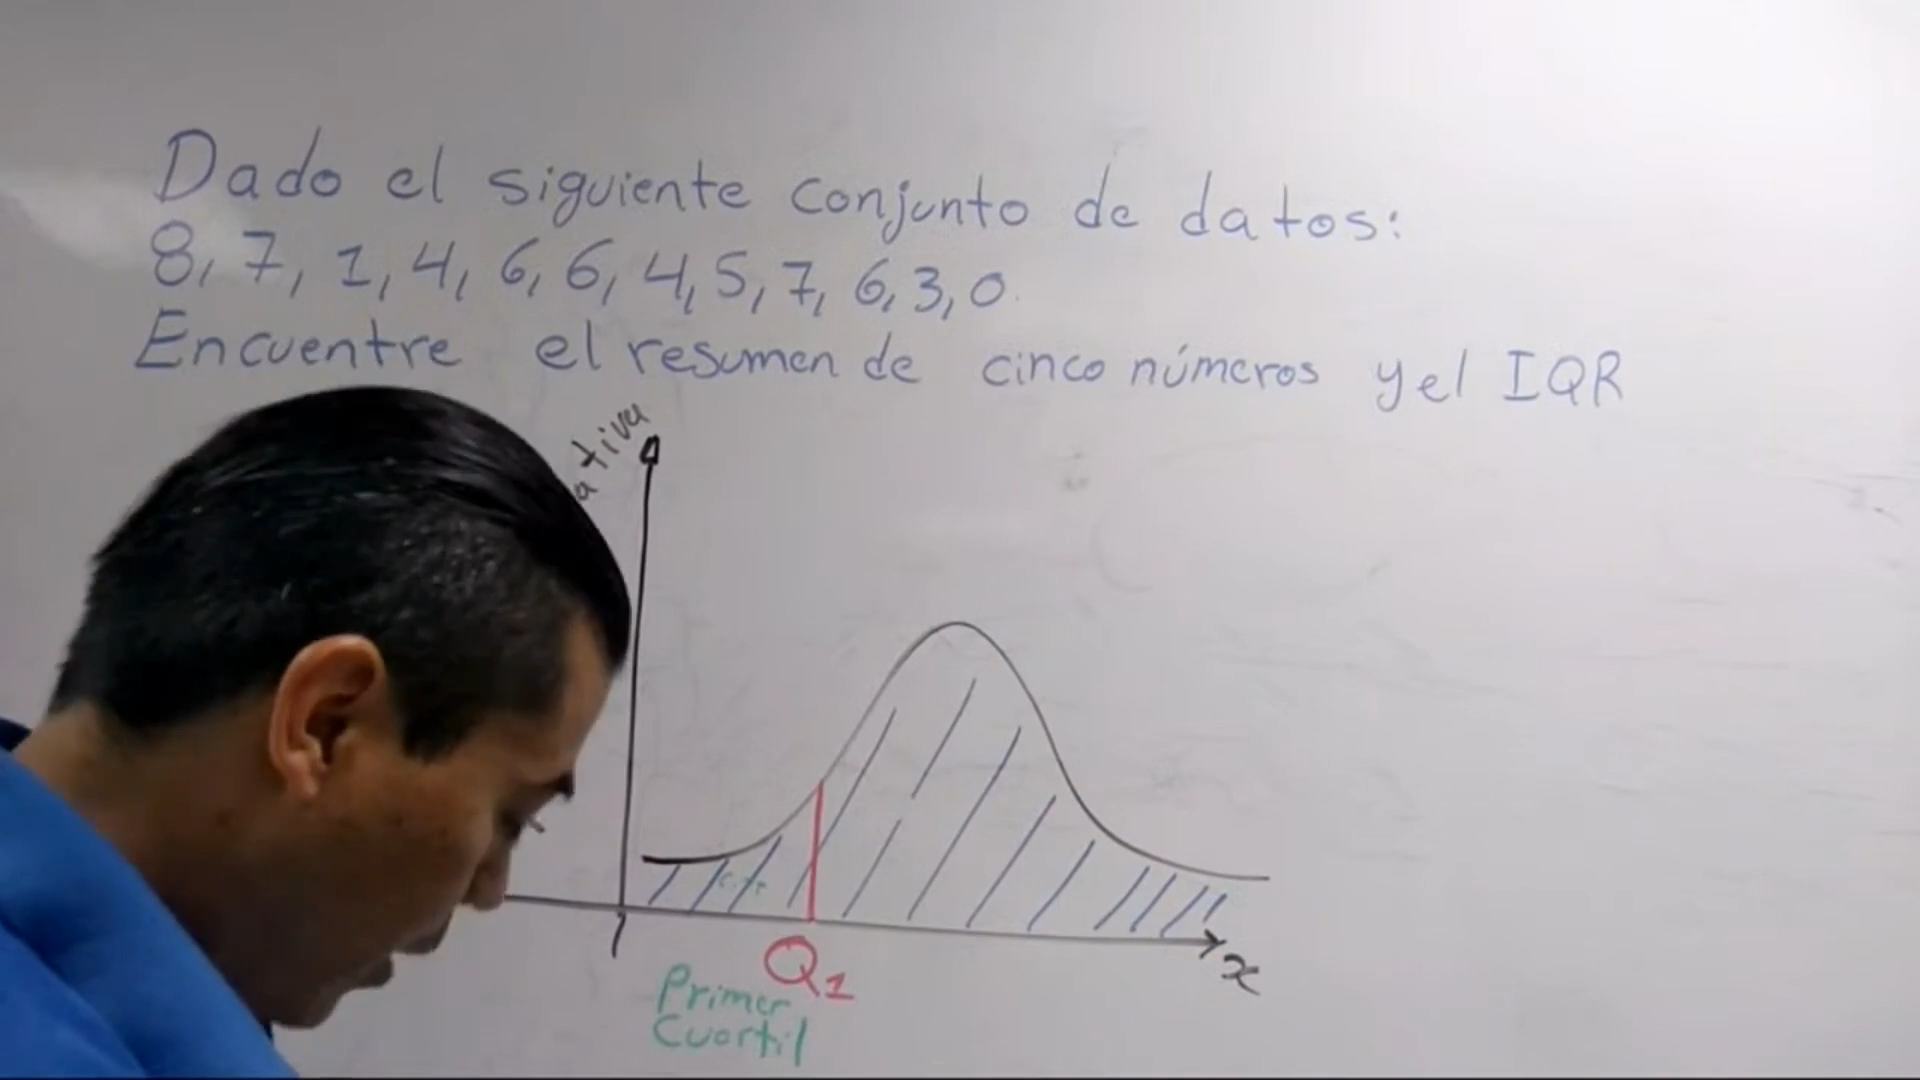 Dado el siguiente conjunto de datos:
8, 7, 1, 4, 6, 6, 4, 5, 7, 6, 3, 0.
Encuentre el resumen de cinco números y el IQR
ativa
x
Q1
Primer
Cuartil